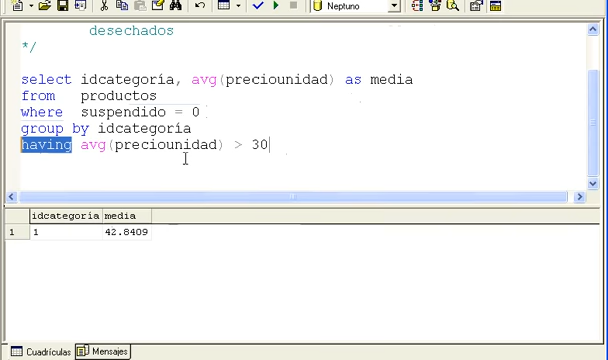 Neptuno
desechados
*/
select idcategoría, avg(preciounidad) as media
from productos
where suspendido = 0
group by idcategoría
having avg(preciounidad) > 30
idcategoría media
1 1 42.8409
Cuadrículas Mensajes